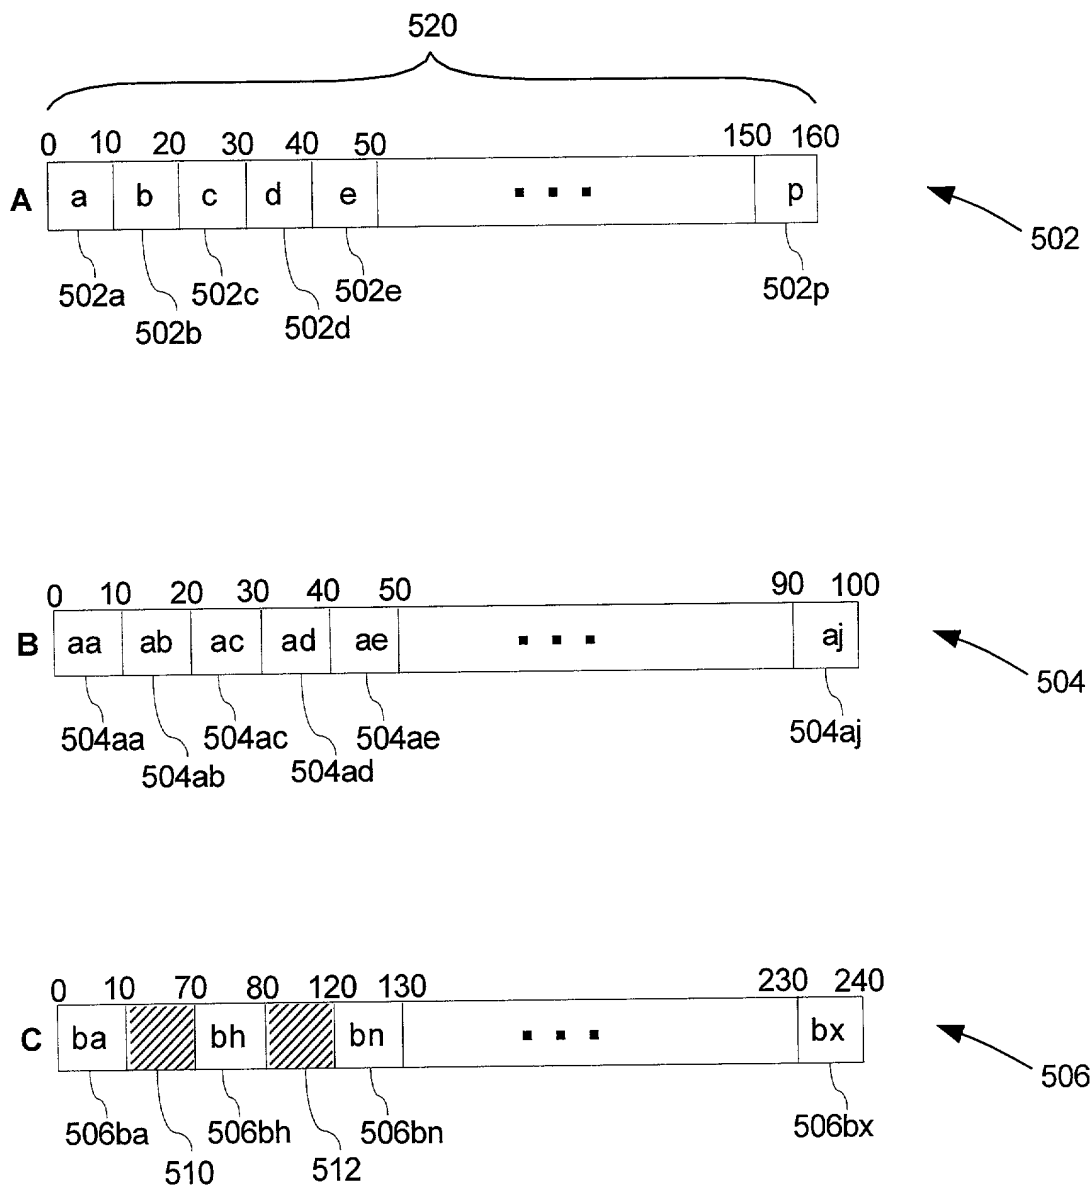 520
0 10 20 30 40 50 150 160
A a b c d e ▪ ▪ ▪ p
502
502a 502c 502e 502p
502b 502d
0 10 20 30 40 50 90 100
B aa ab ac ad ae ▪ ▪ ▪ aj
504
504aa 504ac 504ae 504aj
504ab 504ad
0 10 70 80 120 130 230 240
C ba bh bn ▪ ▪ ▪ bx
506
506ba 506bh 506bn 506bx
510 512